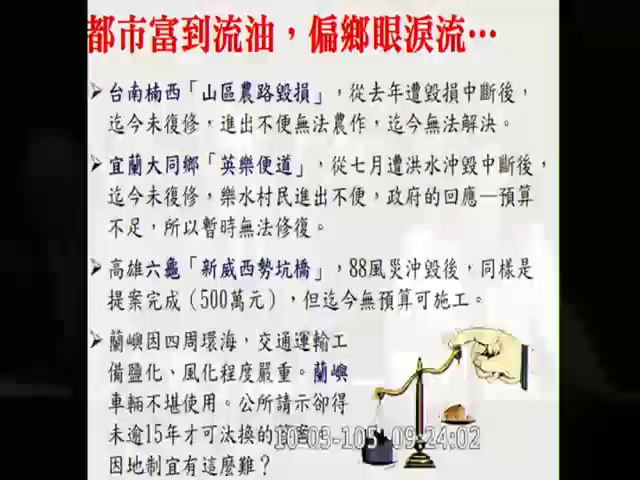 都市富到流油，偏鄉眼淚流…
➢台南楠西「山區農路毀損」，從去年遭毀損中斷後，
迄今未復修，進出不便無法農作，迄今無法解決。
➢宜蘭大同鄉「英樂便道」，從七月遭洪水沖毀中斷後，
迄今未復修，樂水村民進出不便，政府的回應—預算
不足，所以暫時無法修復。
➢高雄六龜「新威西勢坑橋」，88風災沖毀後，同樣是
提案完成（500萬元），但迄今無預算可施工。
➢蘭嶼因四周環海，交通運輸工
備鹽化、風化程度嚴重。蘭嶼
車輛不堪使用。公所請示卻得
未逾15年才可汰換的
因地制宜有這麼難？
10-03-105 09:24:02